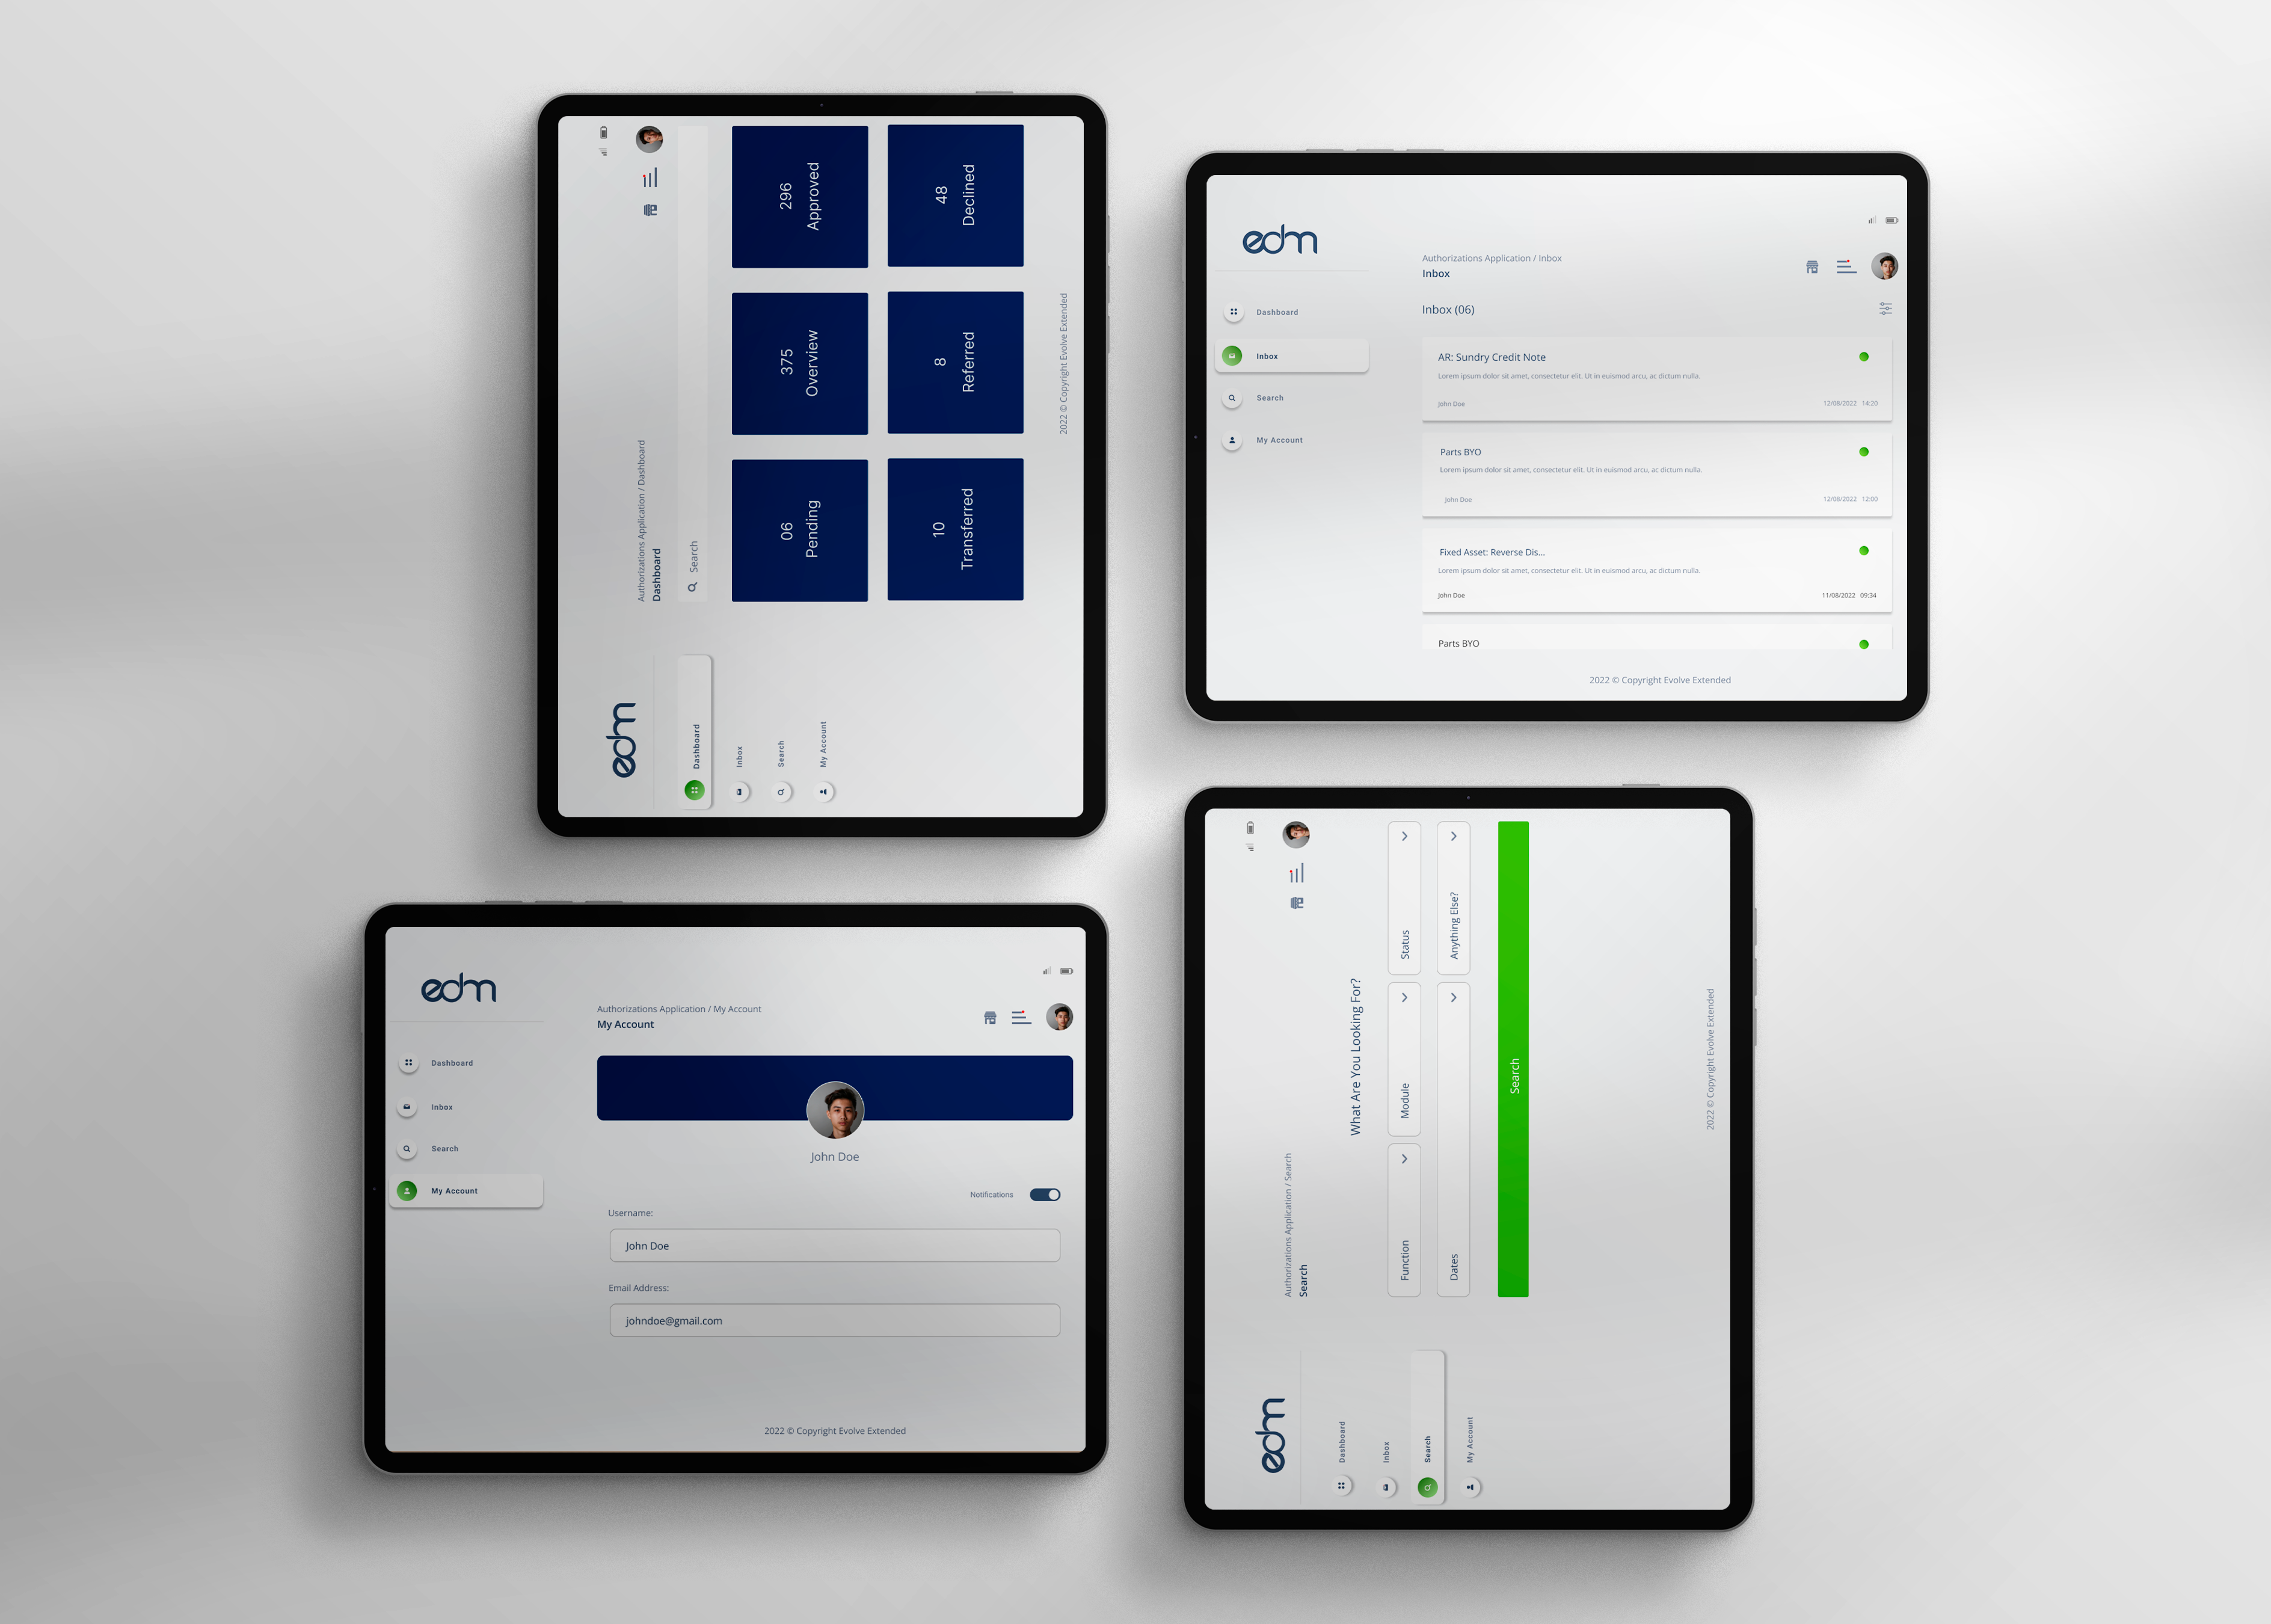 edm
Dashboard
Inbox
Search
My Account
Authorizations Application / Dashboard
Dashboard
Search
06
Pending
375
Overview
296
Approved
10
Transferred
8
Referred
48
Declined
2022 © Copyright Evolve Extended
edm
Dashboard
Inbox
Search
My Account
Authorizations Application / Inbox
Inbox
Inbox (06)
AR: Sundry Credit Note
Lorem ipsum dolor sit amet, consectetur elit. Ut in euismod arcu, ac dictum nulla.
John Doe 12/08/2022 14:20
Parts BYO
Lorem ipsum dolor sit amet, consectetur elit. Ut in euismod arcu, ac dictum nulla.
John Doe 12/08/2022 12:00
Fixed Asset: Reverse Dis...
Lorem ipsum dolor sit amet, consectetur elit. Ut in euismod arcu, ac dictum nulla.
John Doe 11/08/2022 09:34
Parts BYO
2022 © Copyright Evolve Extended
edm
Dashboard
Inbox
Search
My Account
Authorizations Application / My Account
My Account
John Doe
Notifications
Username:
John Doe
Email Address:
johndoe@gmail.com
2022 © Copyright Evolve Extended
edm
Dashboard
Inbox
Search
My Account
Authorizations Application / Search
Search
What Are You Looking For?
Function
Module
Status
Dates
Anything Else?
Search
2022 © Copyright Evolve Extended